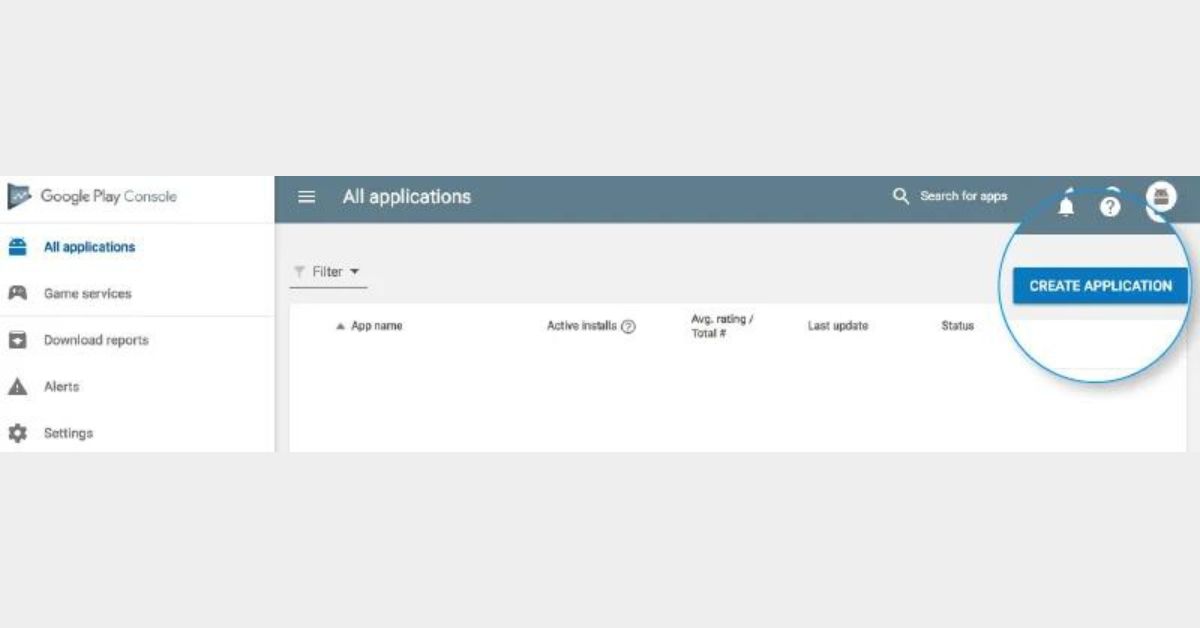 Google Play Console
All applications
Search for apps
All applications
Game services
Download reports
Alerts
Settings
Filter
CREATE APPLICATION
App name
Active installs
Avg. rating /
Total #
Last update
Status